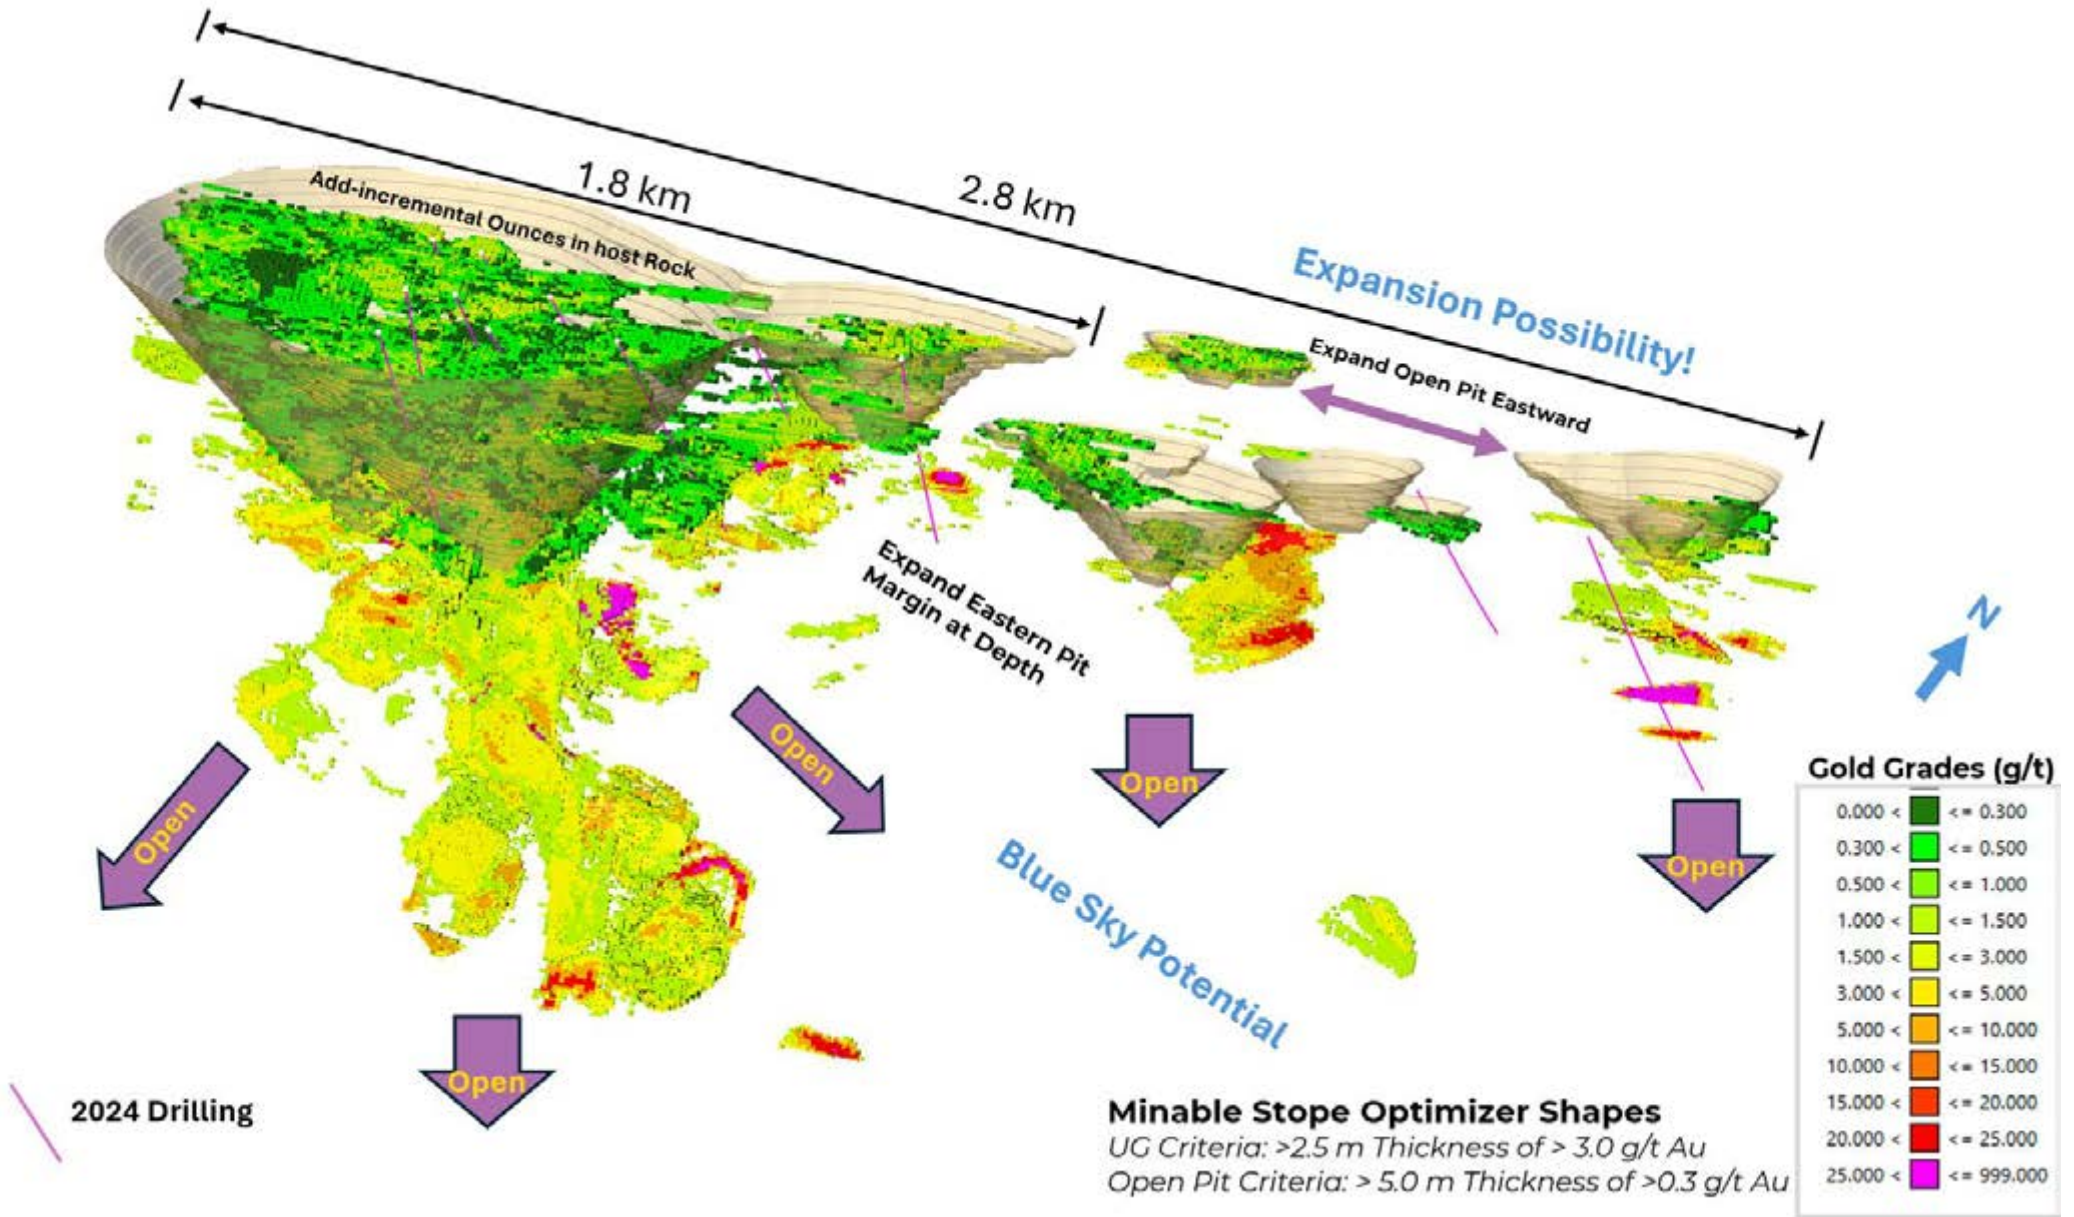 1.8 km
2.8 km
Add-incremental Ounces in host Rock
Expansion Possibility!
Expand Open Pit Eastward
Expand Eastern Pit
Margin at Depth
N
Open
Open
Open
Open
Open
Blue Sky Potential
2024 Drilling
Minable Stope Optimizer Shapes
UG Criteria: >2.5 m Thickness of > 3.0 g/t Au
Open Pit Criteria: > 5.0 m Thickness of >0.3 g/t Au
Gold Grades (g/t)
0.000 < <= 0.300
0.300 < <= 0.500
0.500 < <= 1.000
1.000 < <= 1.500
1.500 < <= 3.000
3.000 < <= 5.000
5.000 < <= 10.000
10.000 < <= 15.000
15.000 < <= 20.000
20.000 < <= 25.000
25.000 < <= 999.000